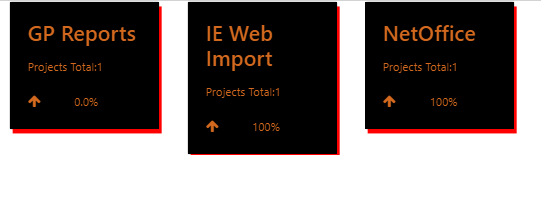 GP Reports
Projects Total:1
0.0%
IE Web
Import
Projects Total:1
100%
NetOffice
Projects Total:1
100%